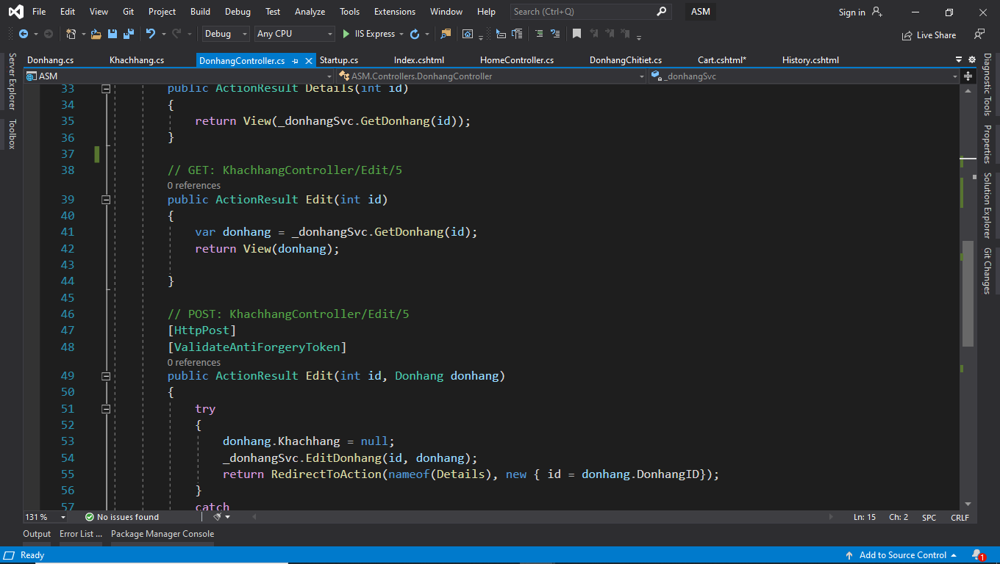 File Edit View Git Project Build Debug Test Analyze Tools Extensions Window Help Search (Ctrl+Q) ASM Sign in
Debug Any CPU IIS Express Live Share
Donhang.cs Khachhang.cs DonhangController.cs Startup.cs Index.cshtml HomeController.cs DonhangChitiet.cs Cart.cshtml* History.cshtml
ASM ASM.Controllers.DonhangController _donhangSvc
Server Explorer
Toolbox
33 public ActionResult Details(int id)
34 {
35 return View(_donhangSvc.GetDonhang(id));
36 }
37
38 // GET: KhachhangController/Edit/5
0 references
39 public ActionResult Edit(int id)
40 {
41 var donhang = _donhangSvc.GetDonhang(id);
42 return View(donhang);
43
44 }
45
46 // POST: KhachhangController/Edit/5
47 [HttpPost]
48 [ValidateAntiForgeryToken]
0 references
49 public ActionResult Edit(int id, Donhang donhang)
50 {
51 try
52 {
53 donhang.Khachhang = null;
54 _donhangSvc.EditDonhang(id, donhang);
55 return RedirectToAction(nameof(Details), new { id = donhang.DonhangID});
56 }
57 catch
Diagnostic Tools
Properties
Solution Explorer
Git Changes
131 % No issues found Ln: 15 Ch: 2 SPC CRLF
Output Error List ... Package Manager Console
Ready Add to Source Control 1